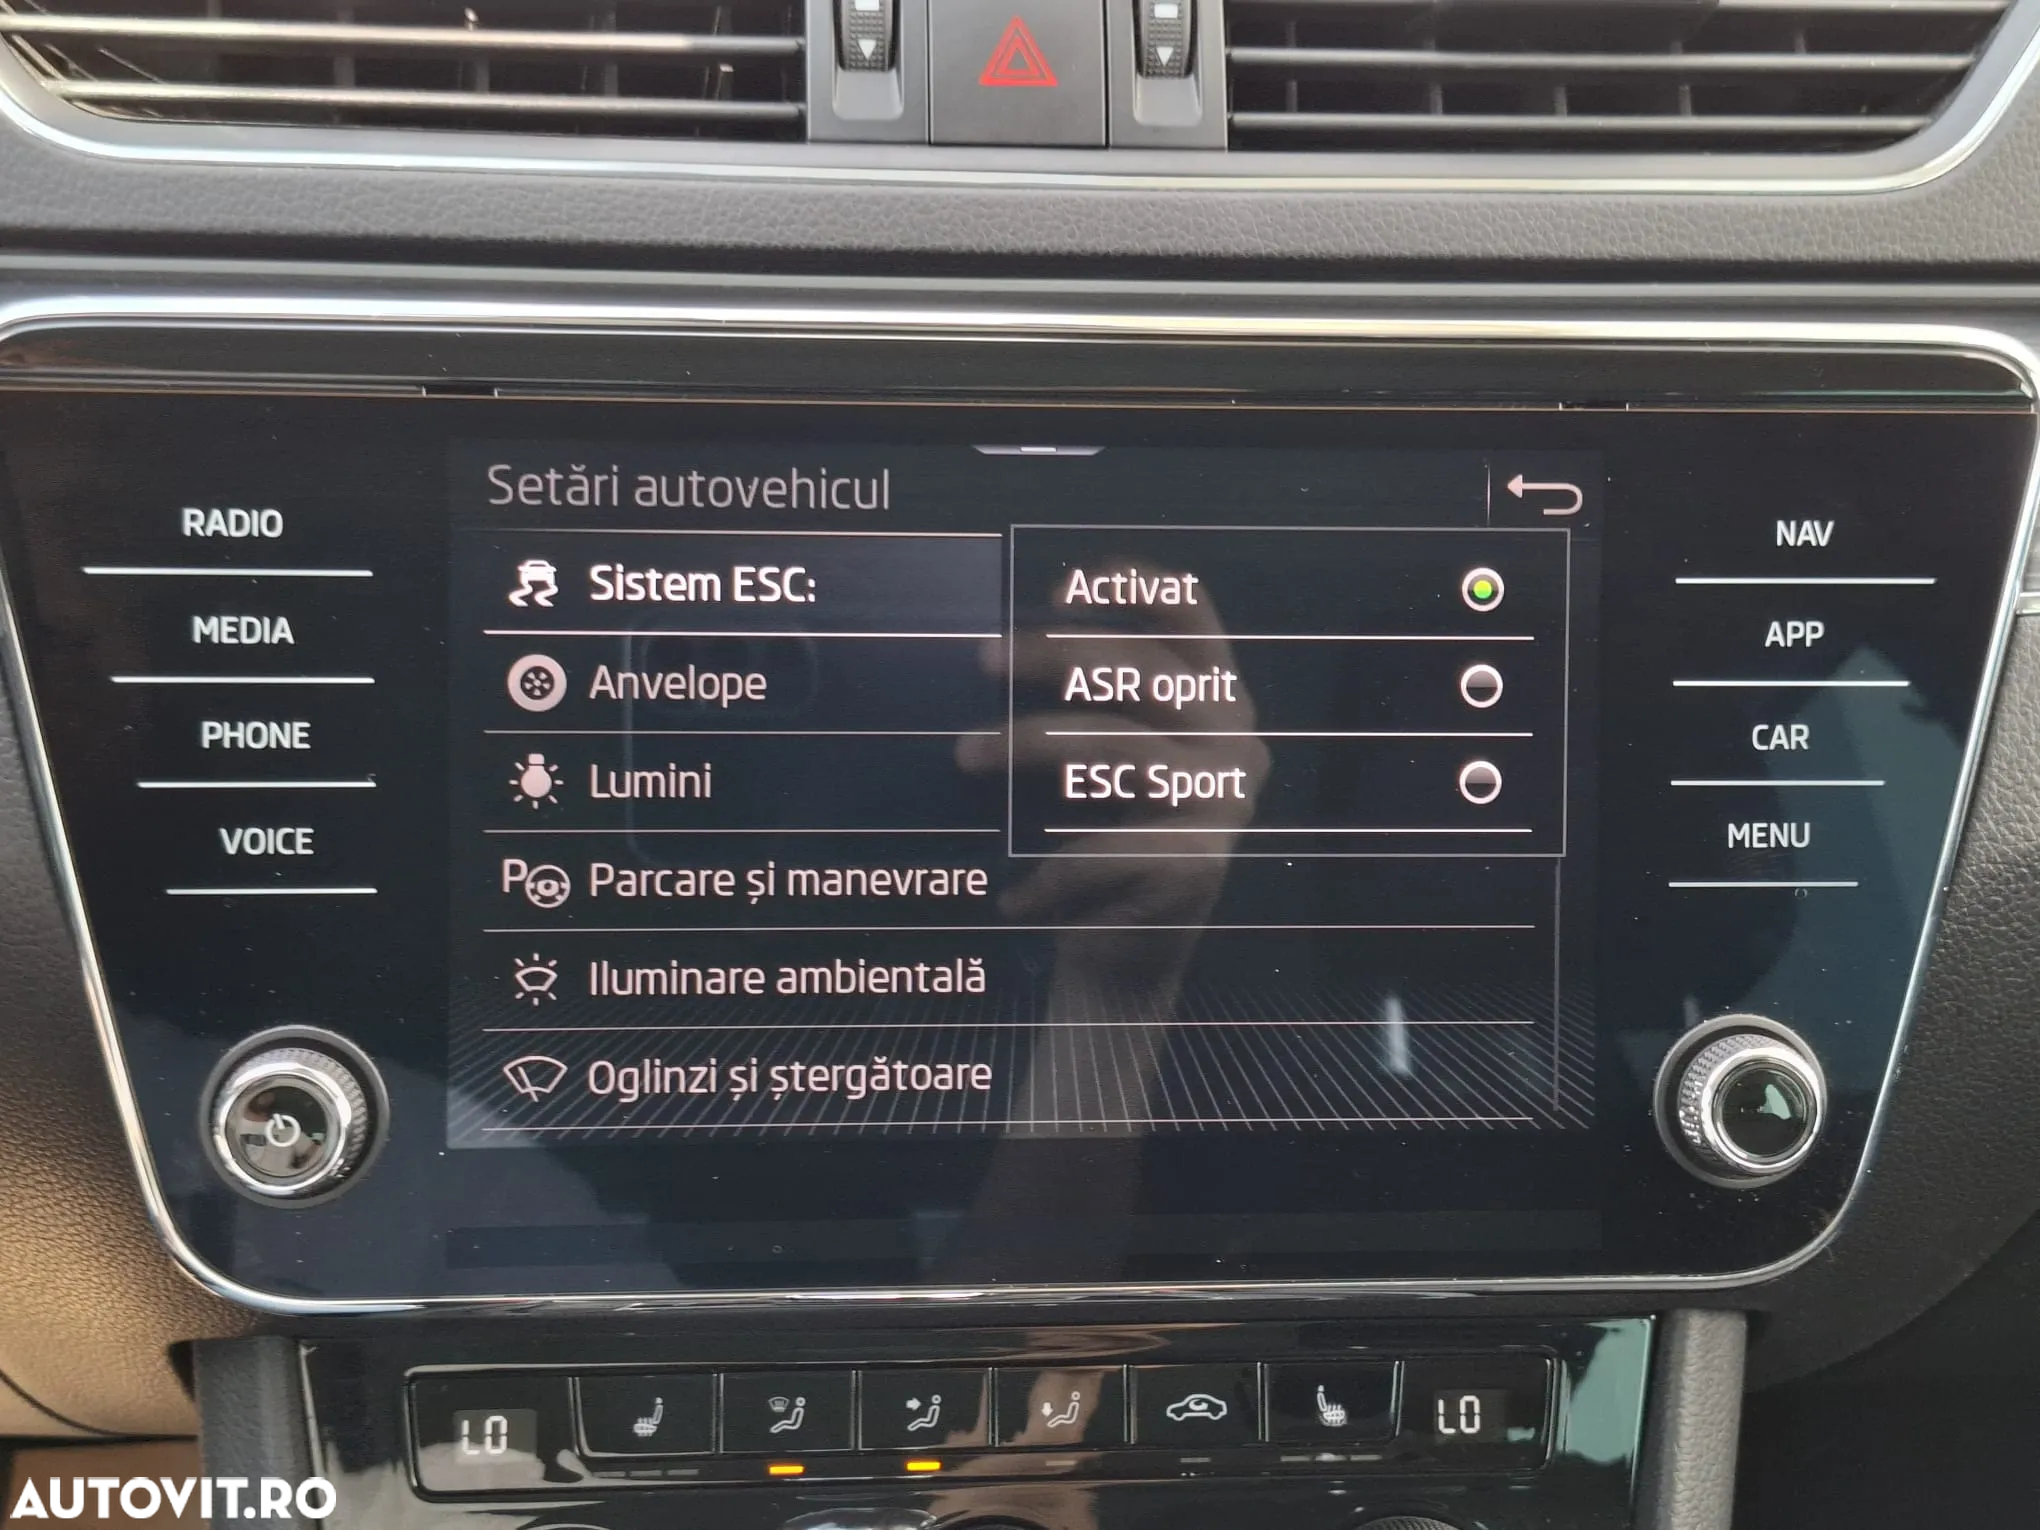 Setări autovehicul
RADIO
MEDIA
PHONE
VOICE
Sistem ESC:
Anvelope
Lumini
Parcare și manevrare
Iluminare ambientală
Oglinzi și ștergătoare
Activat
ASR oprit
ESC Sport
NAV
APP
CAR
MENU
LO
LO
AUTOVIT.RO